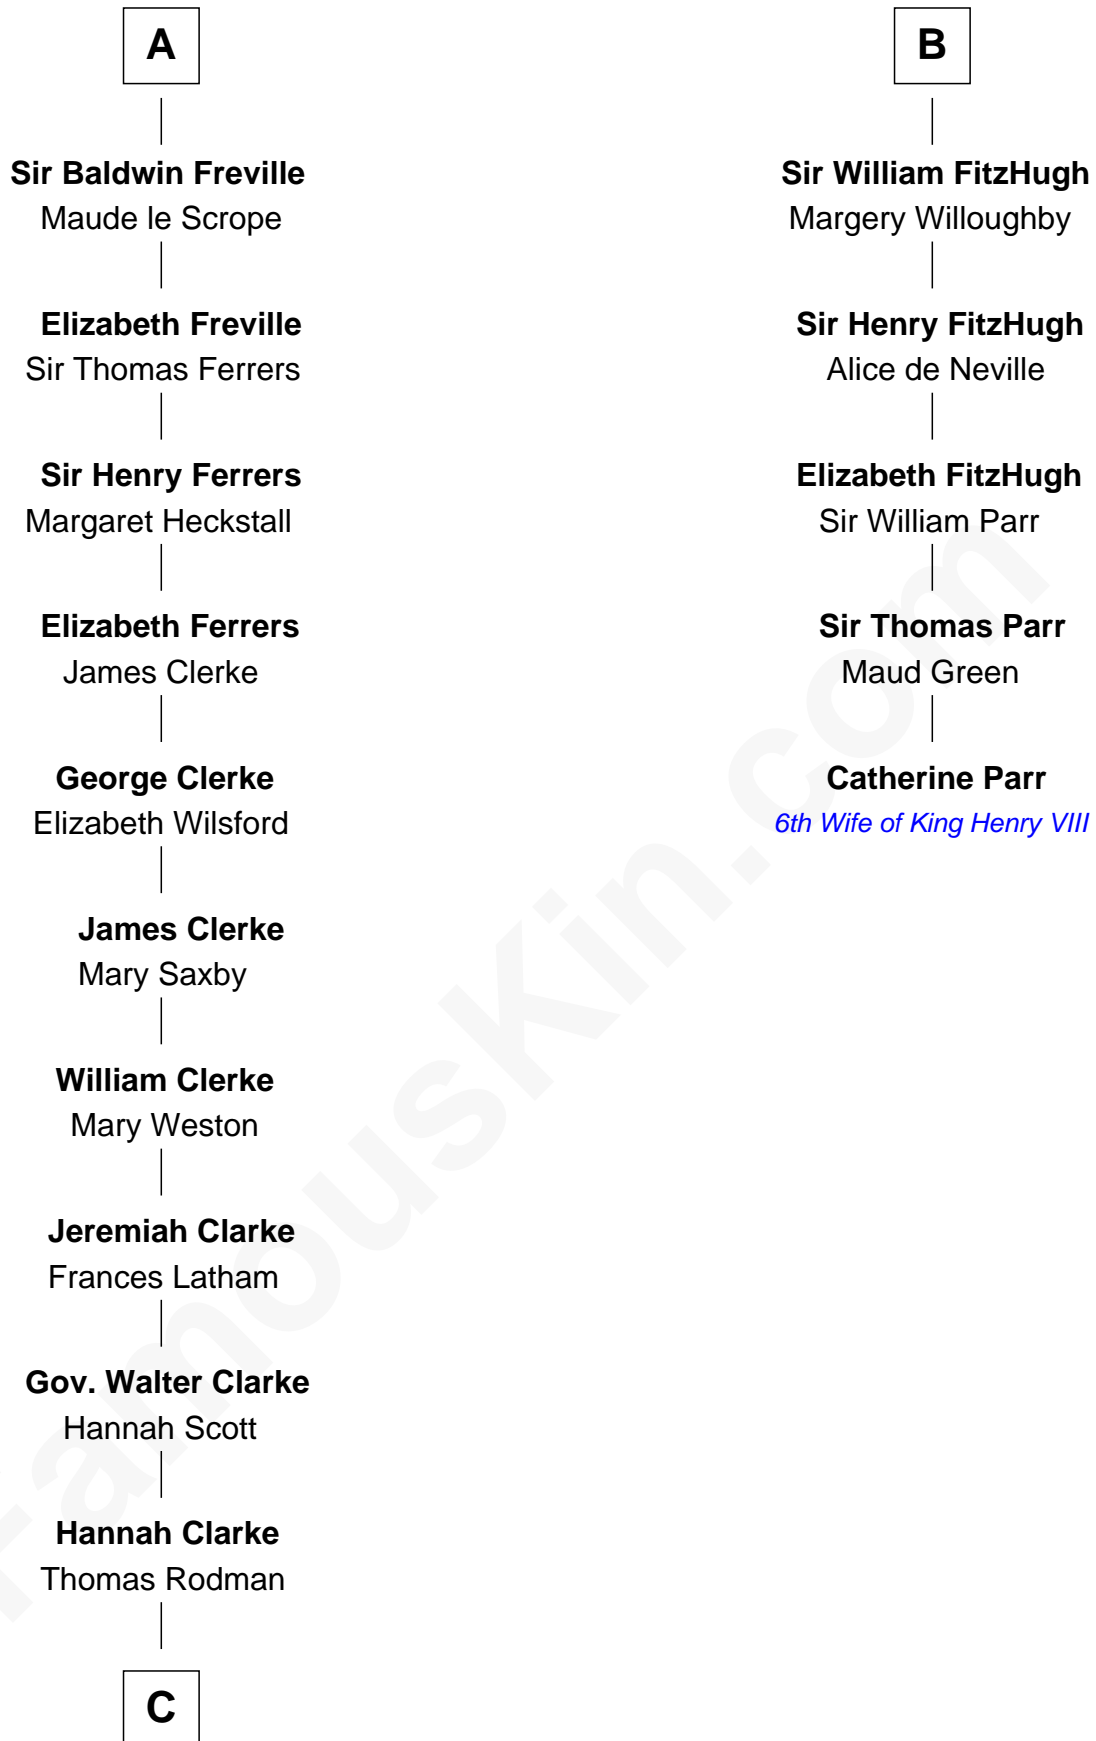 A
Sir Baldwin Freville
Maude le Scrope
Elizabeth Freville
Sir Thomas Ferrers
Sir Henry Ferrers
Margaret Heckstall
Elizabeth Ferrers
James Clerke
George Clerke
Elizabeth Wilsford
James Clerke
Mary Saxby
William Clerke
Mary Weston
Jeremiah Clarke
Frances Latham
Gov. Walter Clarke
Hannah Scott
Hannah Clarke
Thomas Rodman
C
B
Sir William FitzHugh
Margery Willoughby
Sir Henry FitzHugh
Alice de Neville
Elizabeth FitzHugh
Sir William Parr
Sir Thomas Parr
Maud Green
Catherine Parr
6th Wife of King Henry VIII
FamousKin.com